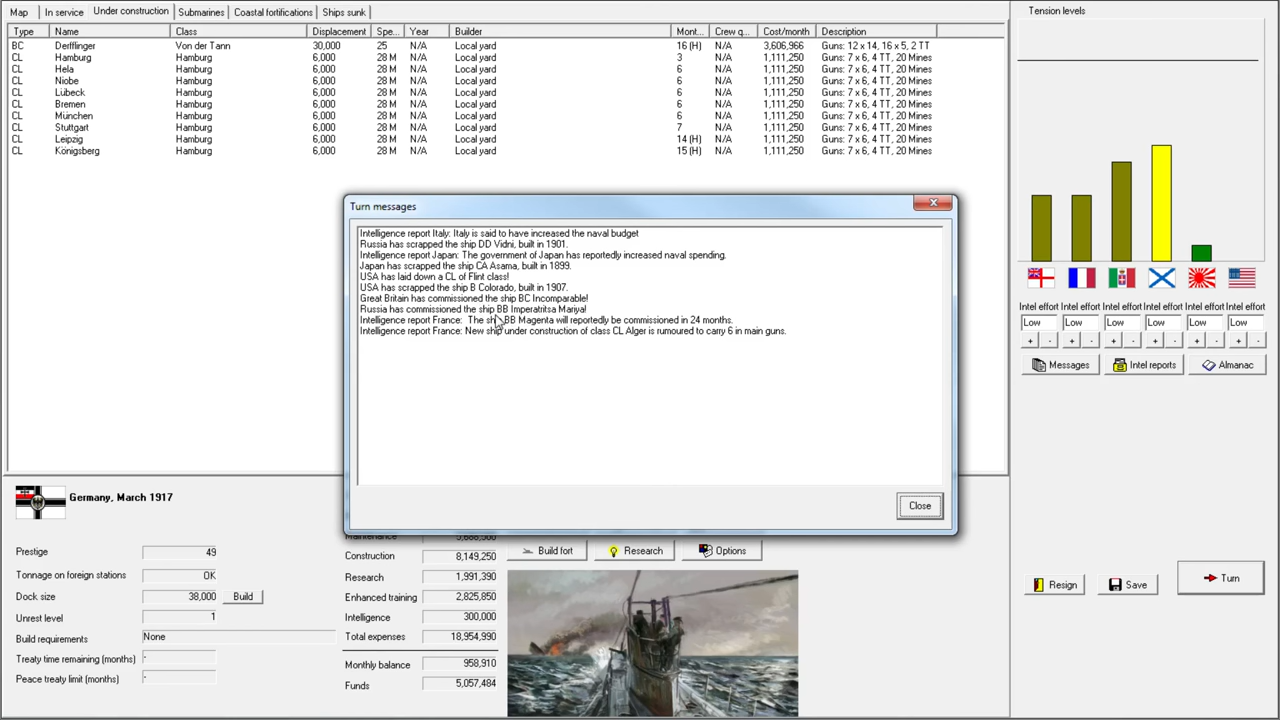 Map In service Under construction Submarines Coastal fortifications Ships sunk
Type Name Class Displacement Spe... Year Builder Mont... Crew q... Cost/month Description
BC Derfflinger Von der Tann 30,000 25 N/A Local yard 16 (H) N/A 3,606,966 Guns: 12 x 14, 16 x 5, 2 TT
CL Hamburg Hamburg 6,000 28 M N/A Local yard 3 N/A 1,111,250 Guns: 7 x 6, 4 TT, 20 Mines
CL Hela Hamburg 6,000 28 M N/A Local yard 6 N/A 1,111,250 Guns: 7 x 6, 4 TT, 20 Mines
CL Niobe Hamburg 6,000 28 M N/A Local yard 6 N/A 1,111,250 Guns: 7 x 6, 4 TT, 20 Mines
CL Lübeck Hamburg 6,000 28 M N/A Local yard 6 N/A 1,111,250 Guns: 7 x 6, 4 TT, 20 Mines
CL Bremen Hamburg 6,000 28 M N/A Local yard 6 N/A 1,111,250 Guns: 7 x 6, 4 TT, 20 Mines
CL München Hamburg 6,000 28 M N/A Local yard 6 N/A 1,111,250 Guns: 7 x 6, 4 TT, 20 Mines
CL Stuttgart Hamburg 6,000 28 M N/A Local yard 7 N/A 1,111,250 Guns: 7 x 6, 4 TT, 20 Mines
CL Leipzig Hamburg 6,000 28 M N/A Local yard 14 (H) N/A 1,111,250 Guns: 7 x 6, 4 TT, 20 Mines
CL Königsberg Hamburg 6,000 28 M N/A Local yard 15 (H) N/A 1,111,250 Guns: 7 x 6, 4 TT, 20 Mines
Turn messages
Intelligence report Italy: Italy is said to have increased the naval budget
Russia has scrapped the ship DD Vidni, built in 1901.
Intelligence report Japan: The government of Japan has reportedly increased naval spending.
Japan has scrapped the ship CA Asama, built in 1899.
USA has laid down a CL of Flint class!
USA has scrapped the ship B Colorado, built in 1907.
Great Britain has commissioned the ship BC Incomparable!
Russia has commissioned the ship BB Imperatritsa Mariya!
Intelligence report France: The ship BB Magenta will reportedly be commissioned in 24 months.
Intelligence report France: New ship under construction of class CL Alger is rumoured to carry 6 in main guns.
Close
Germany, March 1917
Prestige 49
Tonnage on foreign stations OK
Dock size 38,000 Build
Unrest level 1
Build requirements None
Treaty time remaining (months) -
Peace treaty limit (months) -
Construction 8,149,250
Research 1,991,390
Enhanced training 2,825,850
Intelligence 300,000
Total expenses 18,954,990
Monthly balance 958,910
Funds 5,057,484
Build fort Research Options
Tension levels
Intel effort Intel effort Intel effort Intel effort Intel effort Intel effort
Low Low Low Low Low Low
+ - + - + - + - + - + -
Messages Intel reports Almanac
Resign Save Turn